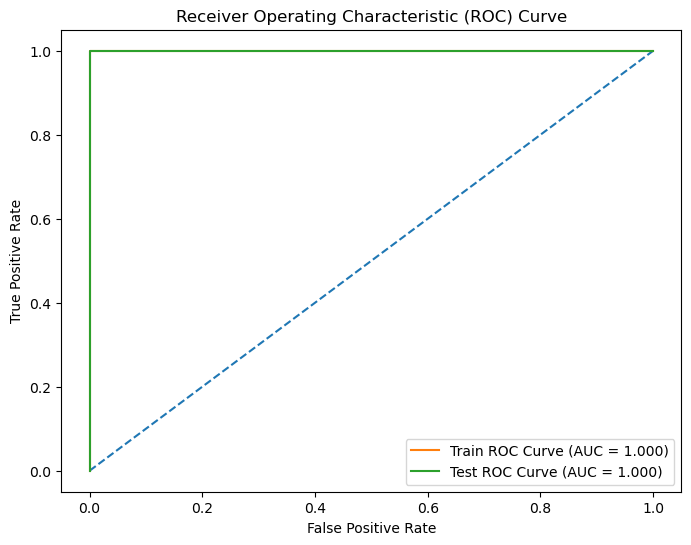 Receiver Operating Characteristic (ROC) Curve
True Positive Rate
1.0
0.8
0.6
0.4
0.2
0.0
Train ROC Curve (AUC = 1.000)
Test ROC Curve (AUC = 1.000)
0.0 0.2 0.4 0.6 0.8 1.0
False Positive Rate